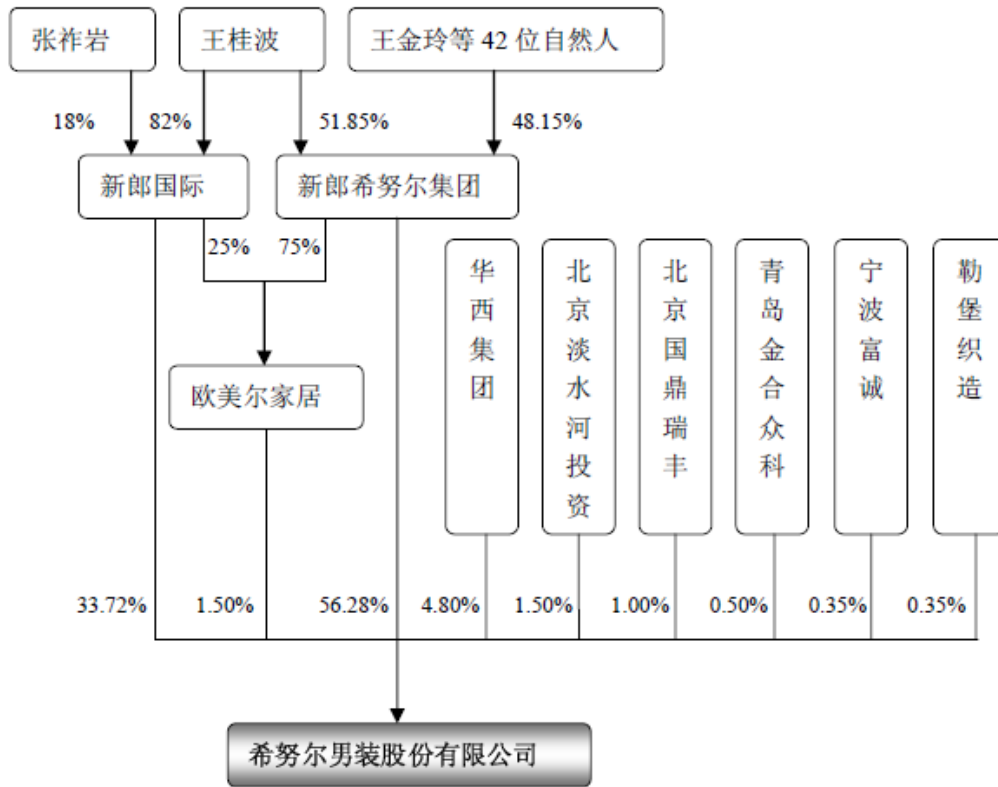 张祚岩
王桂波
王金玲等 42 位自然人
18%
82%
51.85%
48.15%
新郎国际
新郎希努尔集团
25%
75%
华西集团
北京淡水河投资
北京国鼎瑞丰
青岛金合众科
宁波富诚
勒堡织造
欧美尔家居
33.72%
1.50%
56.28%
4.80%
1.50%
1.00%
0.50%
0.35%
0.35%
希努尔男装股份有限公司